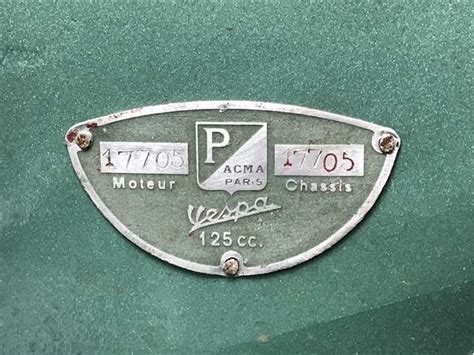 17705 P 17705
ACMA
PARIS
Moteur Chassis
Vespa
125 cc.